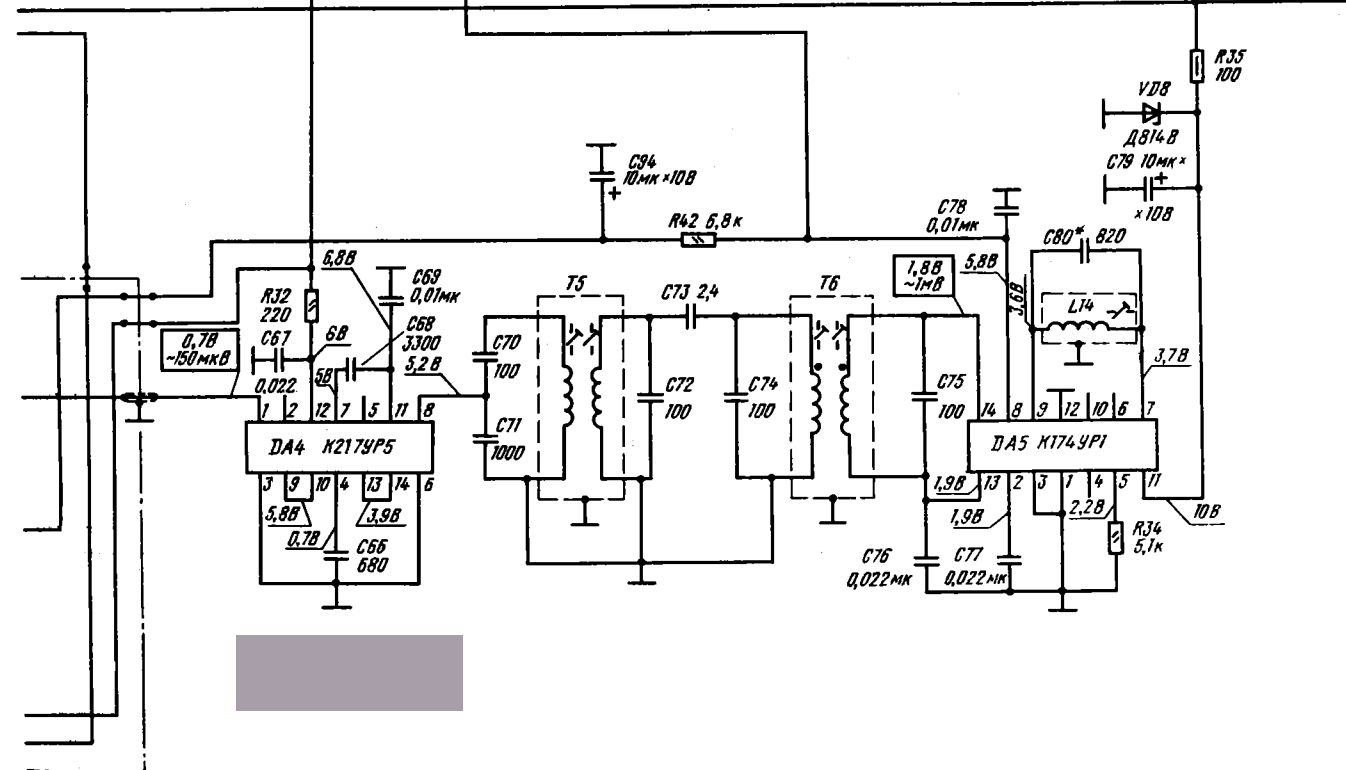 R35
100
VD8
Д814В
C79 10мк×
×10В
C94
10мк×10В
R42 6,8к
C78
0,01мк
C80* 820
6,8В
C69
0,01мк
R32
220
C67
0,022
6В
C68
3300
5В
5,2В
0,7В
~150мкВ
T5
C73 2,4
T6
1,8В
~1мВ
5,8В
3,6В
L14
3,7В
C70
100
C71
1000
C72
100
C74
100
C75
100
1 2 12 7 5 11 8
DA4 К217УР5
3 9 10 4 13 14 6
5,8В
3,9В
0,7В
C66
680
14 8 9 12 10 6 7
DA5 К174УР1
13 2 3 1 4 5 11
1,9В
1,9В
2,2В
10В
R34
5,1к
C76
0,022мк
C77
0,022мк